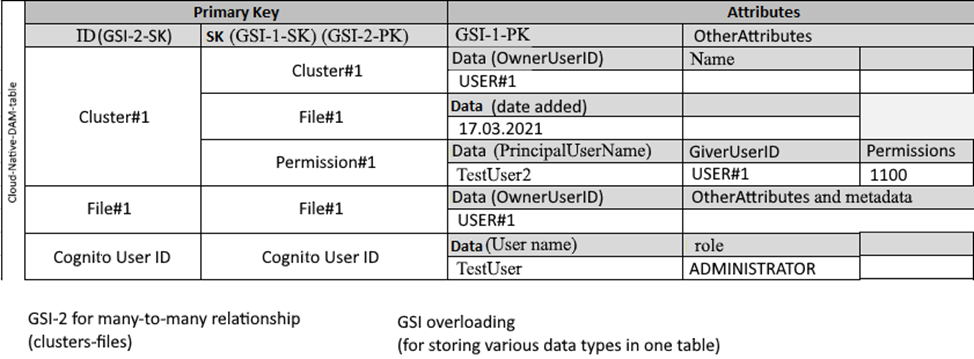 Cloud-Native-DAM-table
Primary Key Attributes
ID(GSI-2-SK) SK (GSI-1-SK) (GSI-2-PK) GSI-1-PK OtherAttributes
Cluster#1
Cluster#1
Data (OwnerUserID) Name
USER#1
File#1
Data (date added)
17.03.2021
Permission#1
Data (PrincipalUserName) GiverUserID Permissions
TestUser2 USER#1 1100
File#1 File#1
Data (OwnerUserID) OtherAttributes and metadata
USER#1
Cognito User ID Cognito User ID
Data (User name) role
TestUser ADMINISTRATOR
GSI-2 for many-to-many relationship
(clusters-files)
GSI overloading
(for storing various data types in one table)